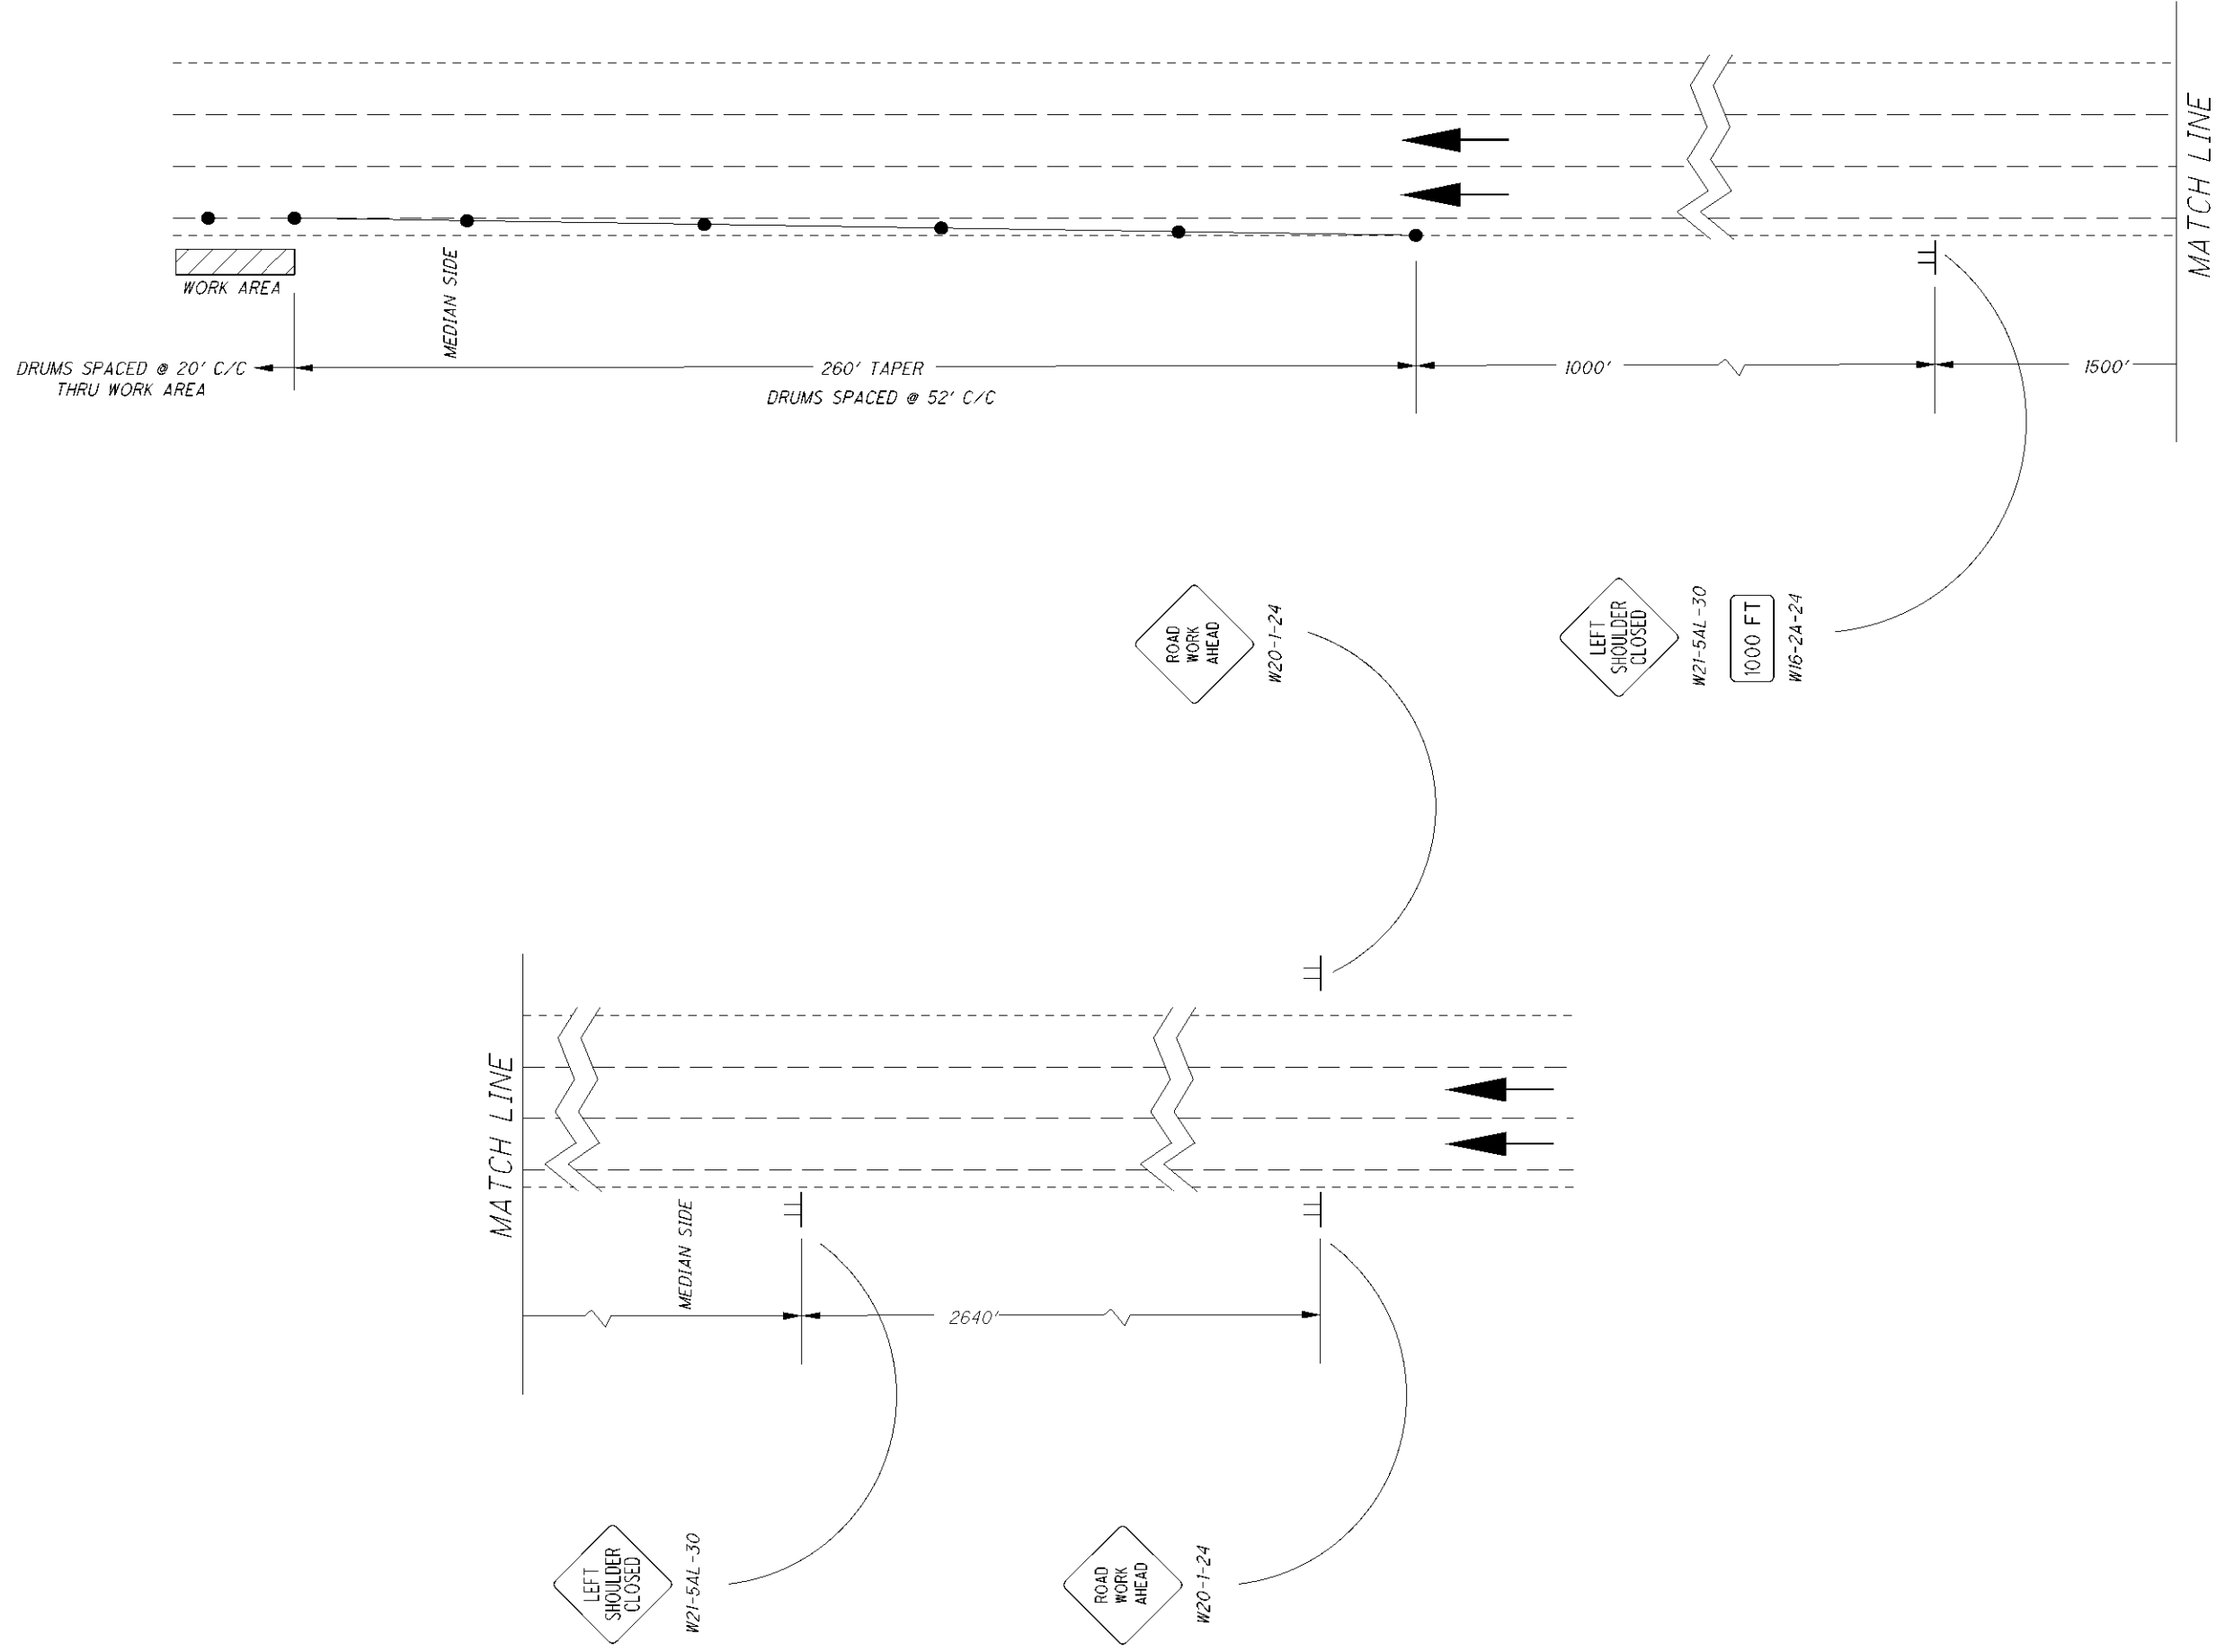 MATCH LINE
WORK AREA
MEDIAN SIDE
DRUMS SPACED @ 20' C/C
THRU WORK AREA
260' TAPER
DRUMS SPACED @ 52' C/C
1000'
1500'
ROAD
WORK
AHEAD
W20-1-24
LEFT
SHOULDER
CLOSED
W21-5AL-30
1000 FT
W16-2A-24
MATCH LINE
MEDIAN SIDE
2640'
LEFT
SHOULDER
CLOSED
W21-5AL-30
ROAD
WORK
AHEAD
W20-1-24